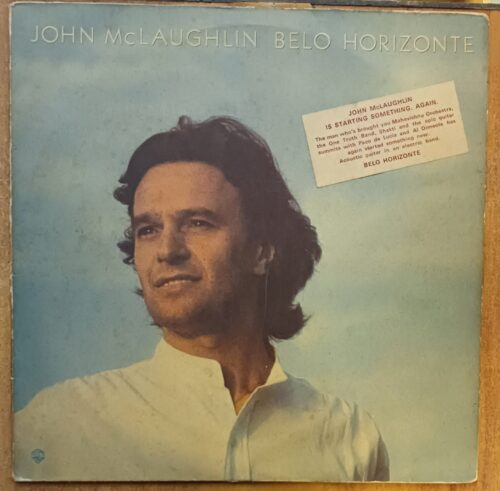 JOHN McLAUGHLIN BELO HORIZONTE
JOHN McLAUGHLIN
IS STARTING SOMETHING. AGAIN.
The man who's brought you Mahavishnu Orchestra,
the One Truth Band, Shakti and the solo guitar
summits with Paco de Lucia and Al Dimeola has
again started something new.
Acoustic guitar in an electric band.
BELO HORIZONTE